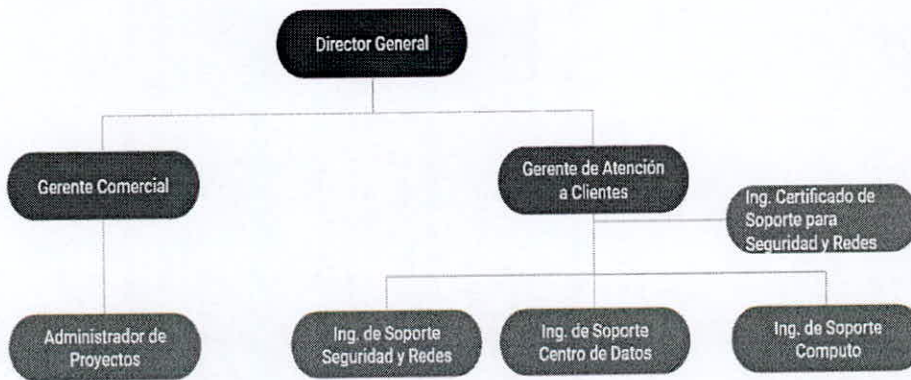 Director General
Gerente Comercial
Gerente de Atención
a Clientes
Ing. Certificado de
Soporte para
Seguridad y Redes
Administrador de
Proyectos
Ing. de Soporte
Seguridad y Redes
Ing. de Soporte
Centro de Datos
Ing. de Soporte
Computo